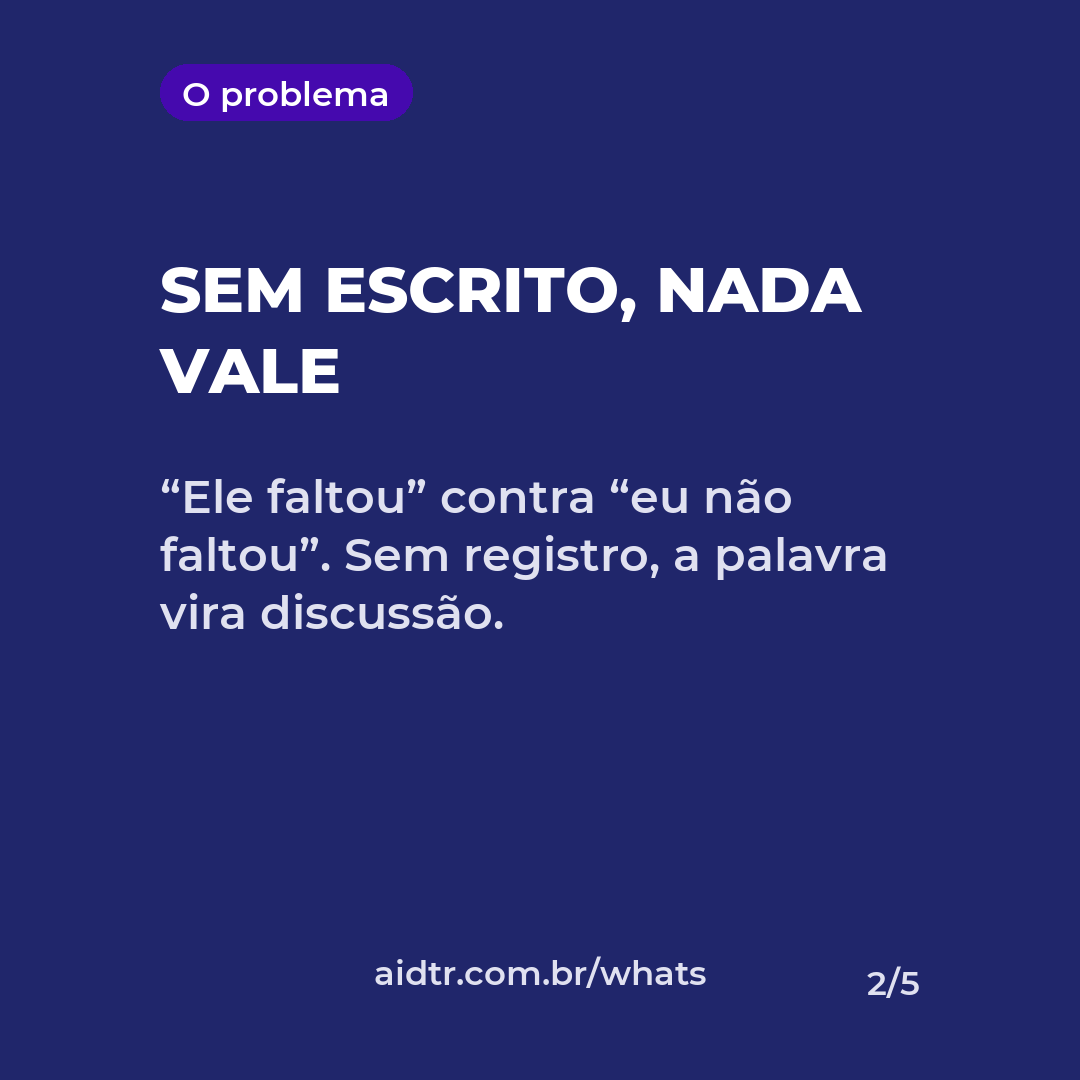 O problema
SEM ESCRITO, NADA
VALE
“Ele faltou” contra “eu não
faltou”. Sem registro, a palavra
vira discussão.
aidtr.com.br/whats
2/5